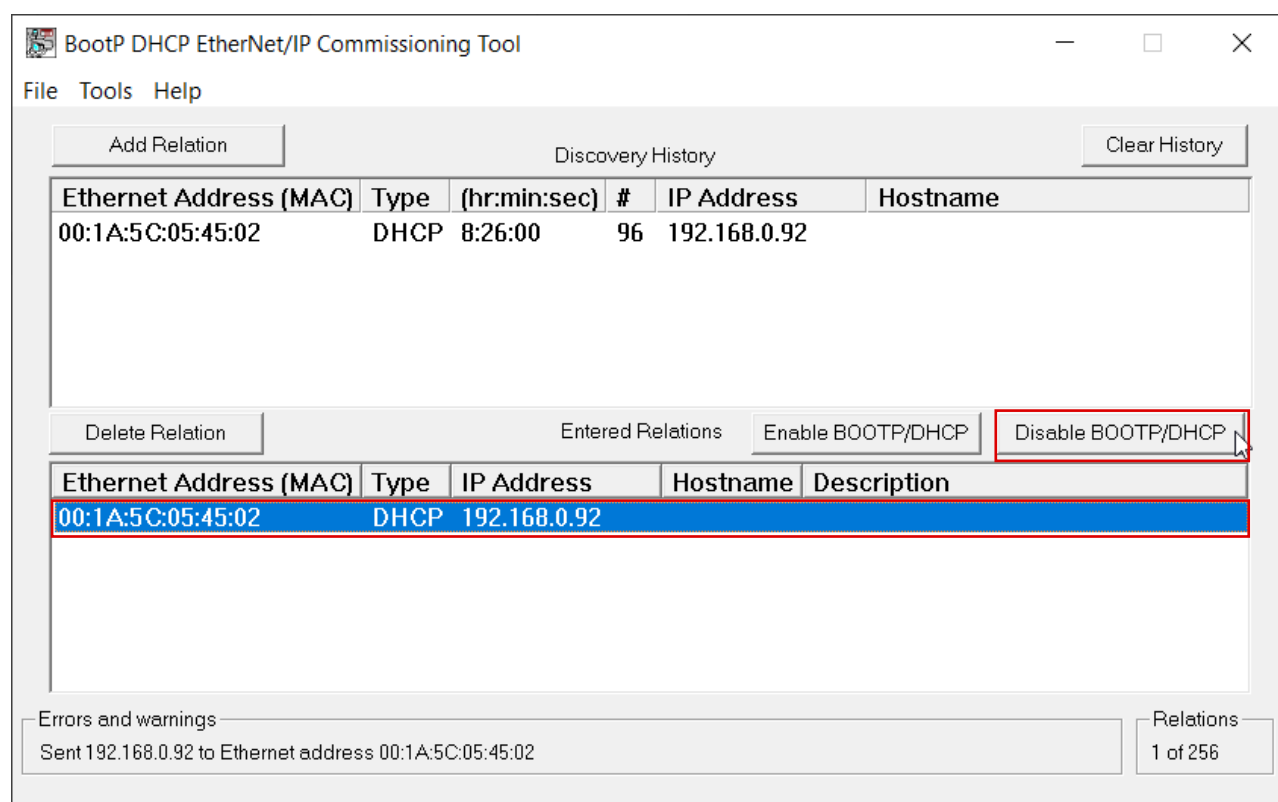 BootP DHCP EtherNet/IP Commissioning Tool
File Tools Help
Add Relation Discovery History Clear History
Ethernet Address (MAC) Type (hr:min:sec) # IP Address Hostname
00:1A:5C:05:45:02 DHCP 8:26:00 96 192.168.0.92
Delete Relation Entered Relations Enable BOOTP/DHCP Disable BOOTP/DHCP
Ethernet Address (MAC) Type IP Address Hostname Description
00:1A:5C:05:45:02 DHCP 192.168.0.92
Errors and warnings Relations
Sent 192.168.0.92 to Ethernet address 00:1A:5C:05:45:02 1 of 256